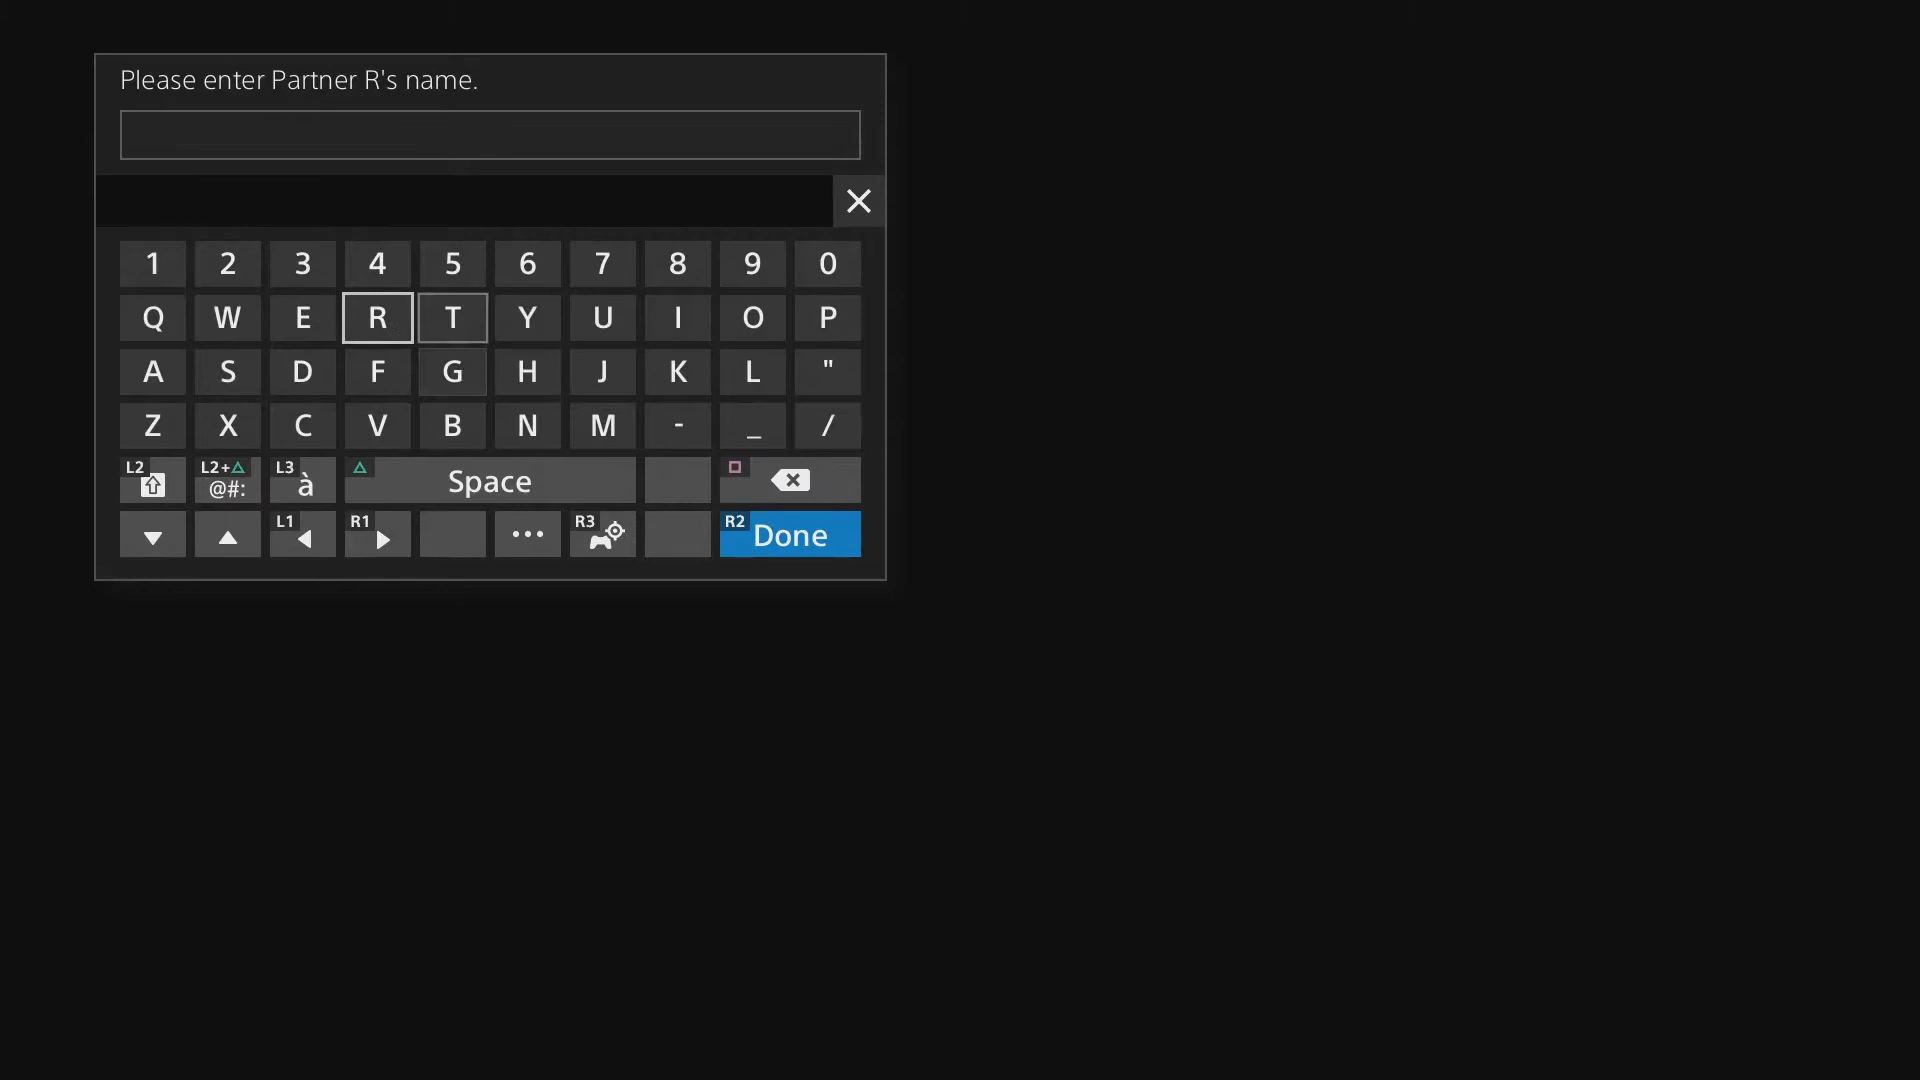 Please enter Partner R's name.
1 2 3 4 5 6 7 8 9 0
Q W E R T Y U I O P
A S D F G H J K L "
Z X C V B N M - _ /
L2 L2+△ @#: L3 à △ Space □
L1 R1 ... R3 R2 Done